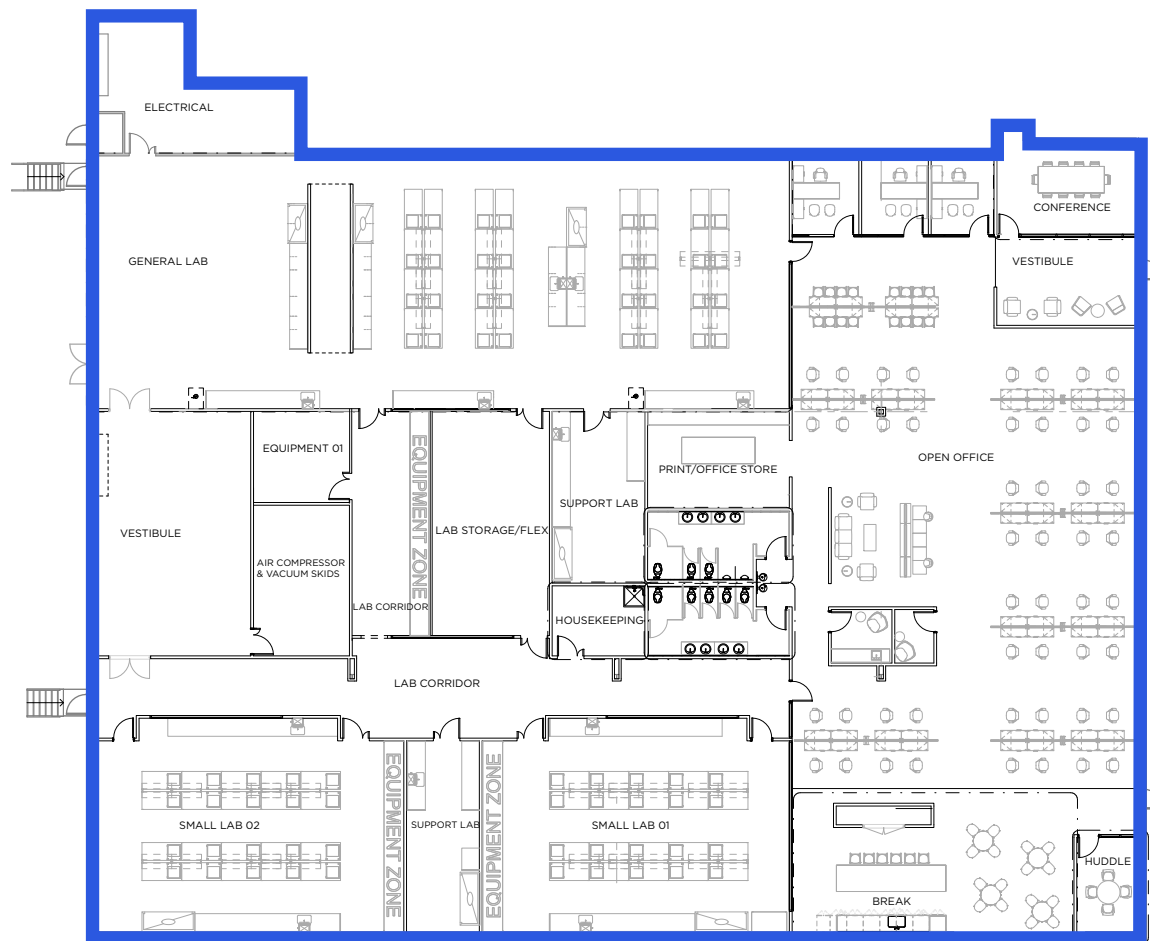 ELECTRICAL
CONFERENCE
GENERAL LAB
VESTIBULE
EQUIPMENT 01
EQUIPMENT ZONE
PRINT/OFFICE STORE
OPEN OFFICE
SUPPORT LAB
VESTIBULE
LAB STORAGE/FLEX
AIR COMPRESSOR
& VACUUM SKIDS
LAB CORRIDOR
HOUSEKEEPING
LAB CORRIDOR
EQUIPMENT ZONE
EQUIPMENT ZONE
SMALL LAB 02
SUPPORT LAB
SMALL LAB 01
HUDDLE
BREAK